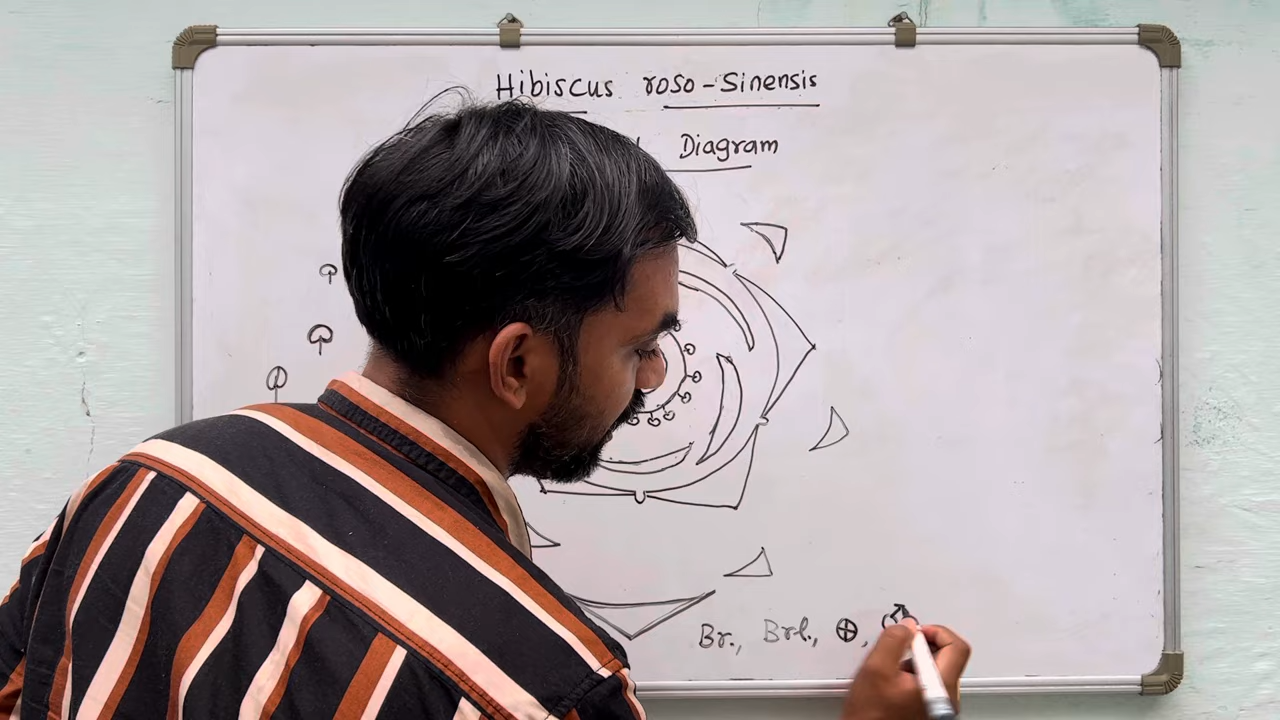 Hibiscus roso-Sinensis
Diagram
Br., Brl., ⊕,